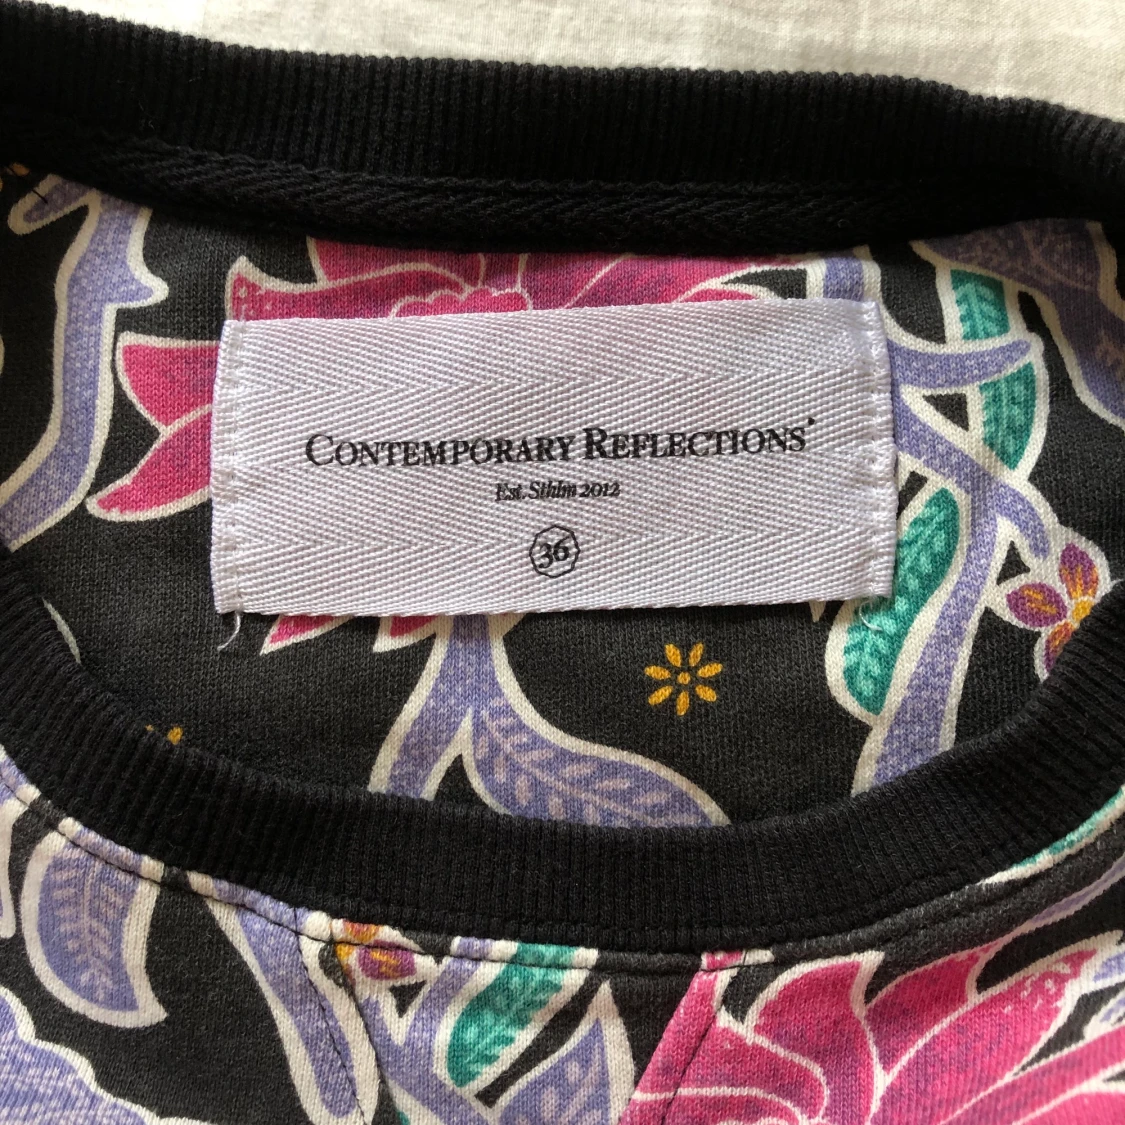 CONTEMPORARY REFLECTIONS*
Est. Sthlm 2012
36